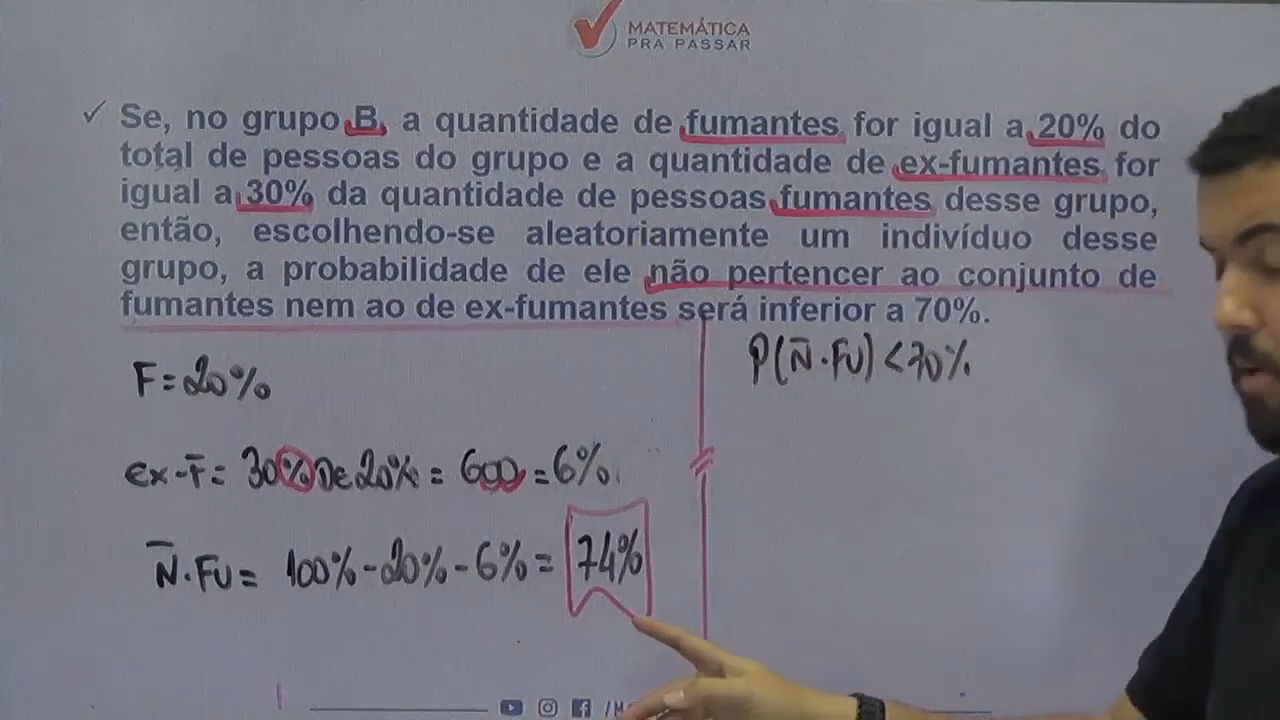 MATEMÁTICA
PRA PASSAR
✓ Se, no grupo B, a quantidade de fumantes for igual a 20% do
total de pessoas do grupo e a quantidade de ex-fumantes for
igual a 30% da quantidade de pessoas fumantes desse grupo,
então, escolhendo-se aleatoriamente um indivíduo desse
grupo, a probabilidade de ele não pertencer ao conjunto de
fumantes nem ao de ex-fumantes será inferior a 70%.
F = 20%
ex-F = 30% De 20% = 600 = 6%.
N.FU = 100% - 20% - 6% = 74%
P(N.FU) < 70%